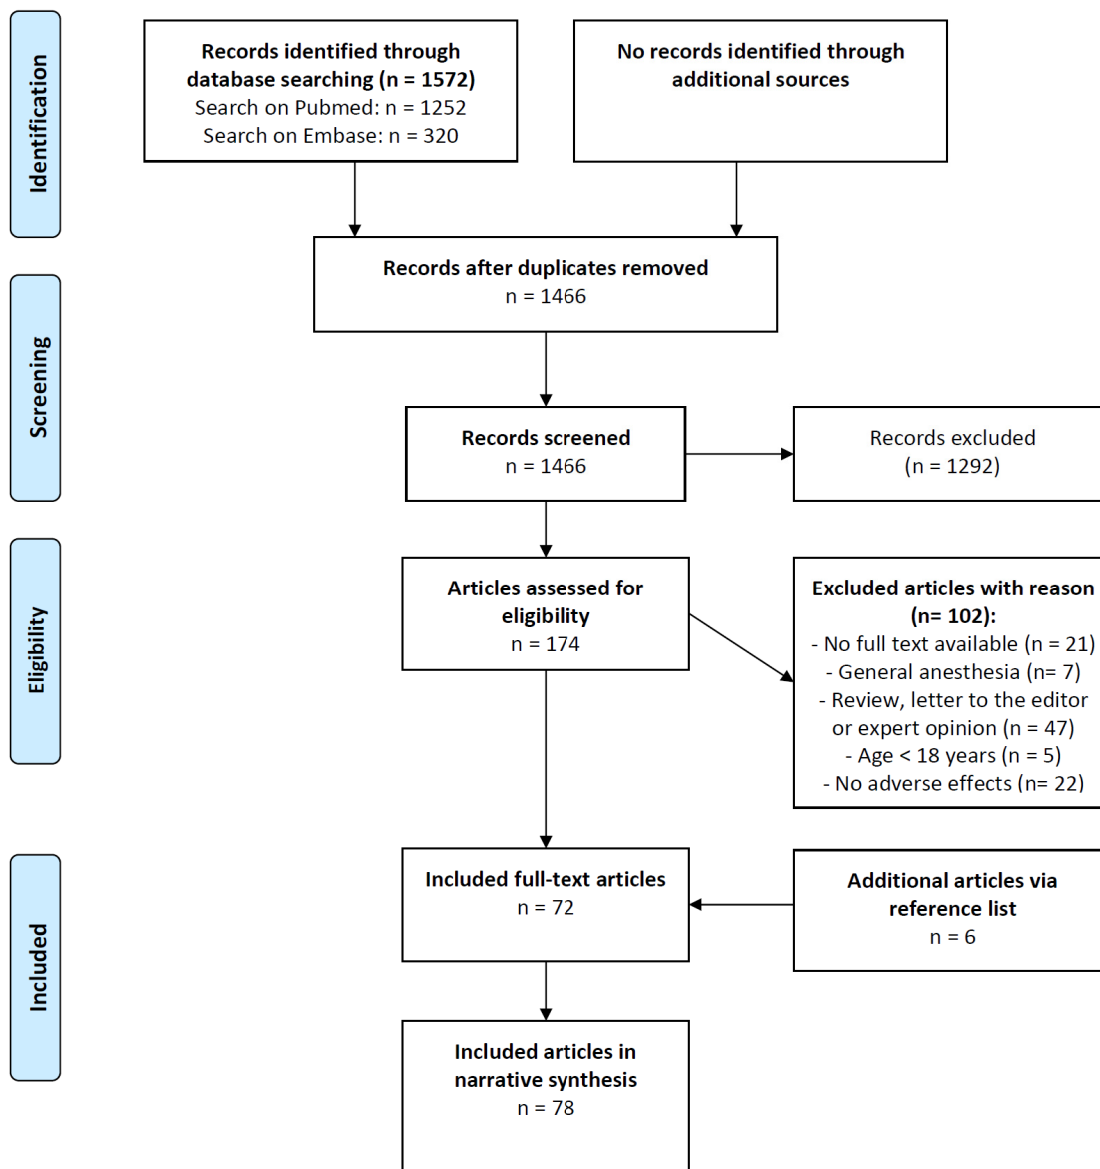 Identification
Records identified through
database searching (n = 1572)
Search on Pubmed: n = 1252
Search on Embase: n = 320
No records identified through
additional sources
Records after duplicates removed
n = 1466
Screening
Records screened
n = 1466
Records excluded
(n = 1292)
Eligibility
Articles assessed for
eligibility
n = 174
Excluded articles with reason
(n= 102):
- No full text available (n = 21)
- General anesthesia (n= 7)
- Review, letter to the editor
or expert opinion (n = 47)
- Age < 18 years (n = 5)
- No adverse effects (n= 22)
Included
Included full-text articles
n = 72
Additional articles via
reference list
n = 6
Included articles in
narrative synthesis
n = 78